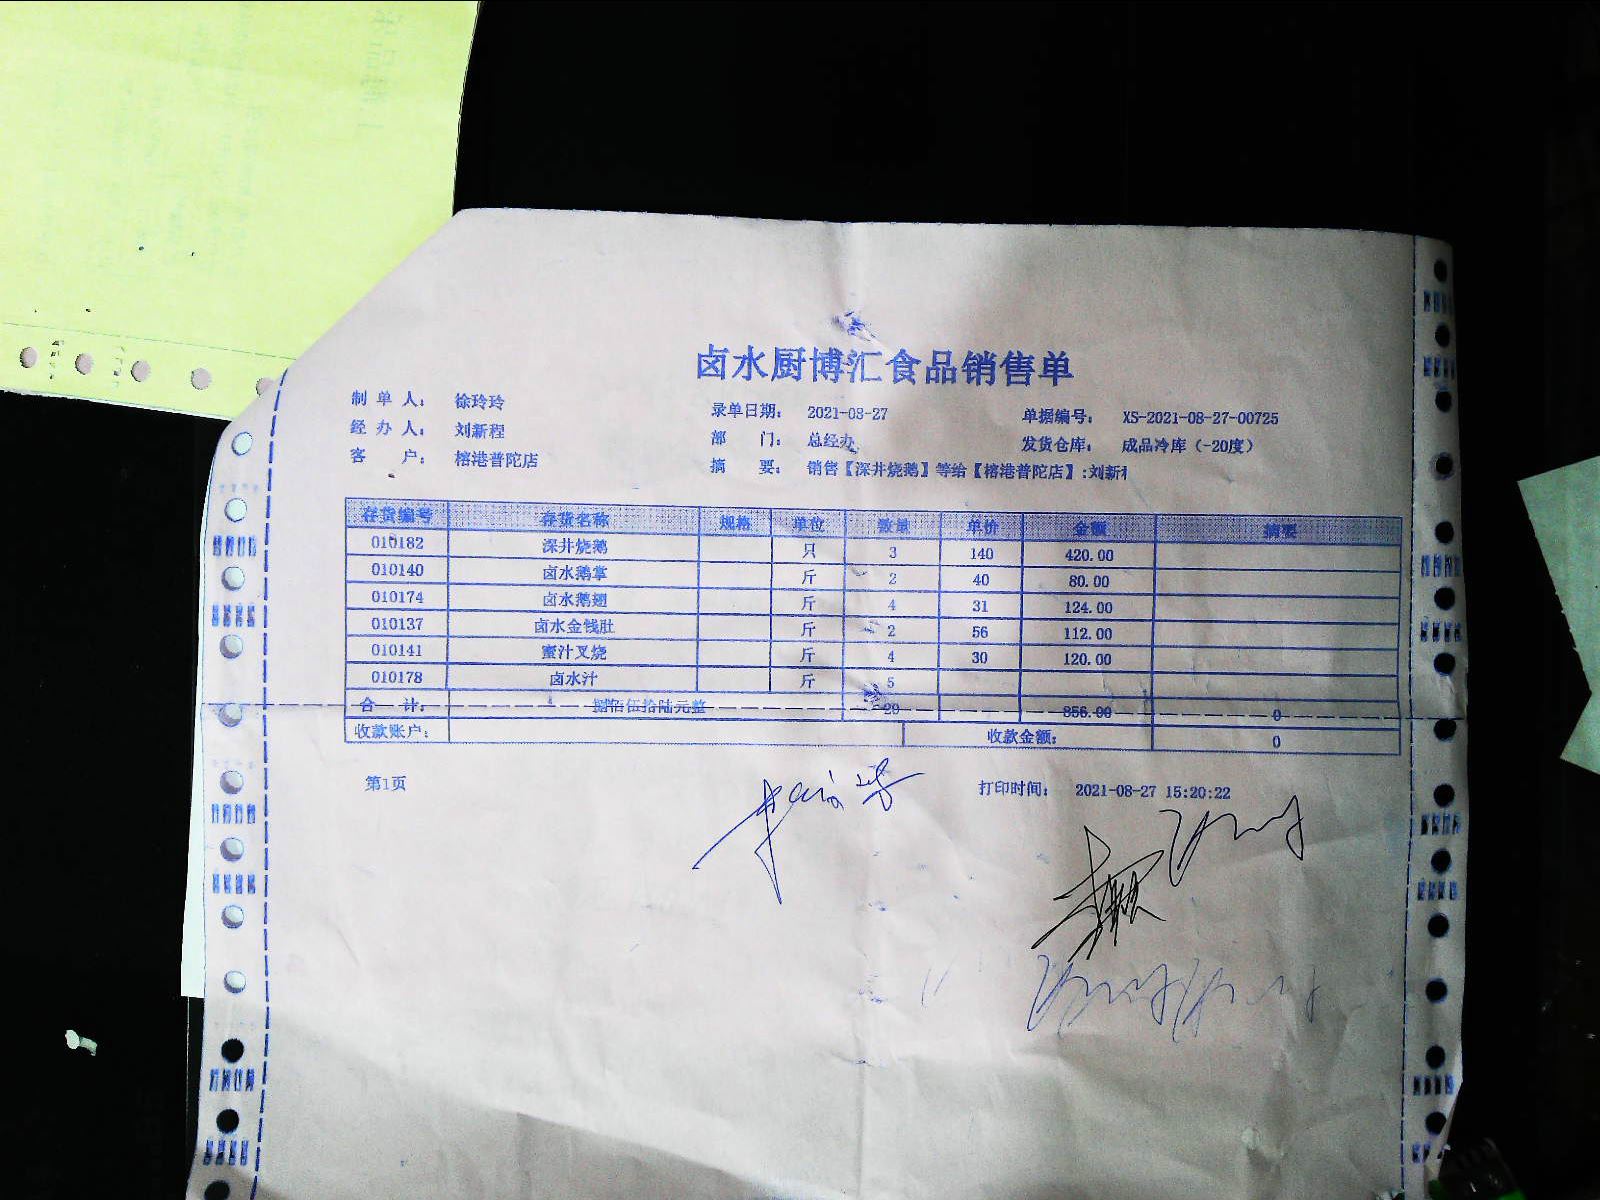 卤水厨博汇食品销售单
制单人： 徐玲玲 录单日期： 2021-08-27 单据编号： XS-2021-08-27-00725
经办人： 刘新程 部门： 总经办 发货仓库： 成品冷库（-20度）
客户： 榕港普陀店 摘要： 销售【深井烧鹅】等给【榕港普陀店】:刘新
存货编号 存货名称 规格 单位 数量 单价 金额 摘要
010182 深井烧鹅 只 3 140 420.00
010140 卤水鹅掌 斤 2 40 80.00
010174 卤水鹅翅 斤 4 31 124.00
010137 卤水金钱肚 斤 2 56 112.00
010141 蜜汁叉烧 斤 4 30 120.00
010178 卤水汁 斤 5
合计： 捌佰伍拾陆元整 20 856.00 0
收款账户： 收款金额： 0
第1页 打印时间： 2021-08-27 15:20:22